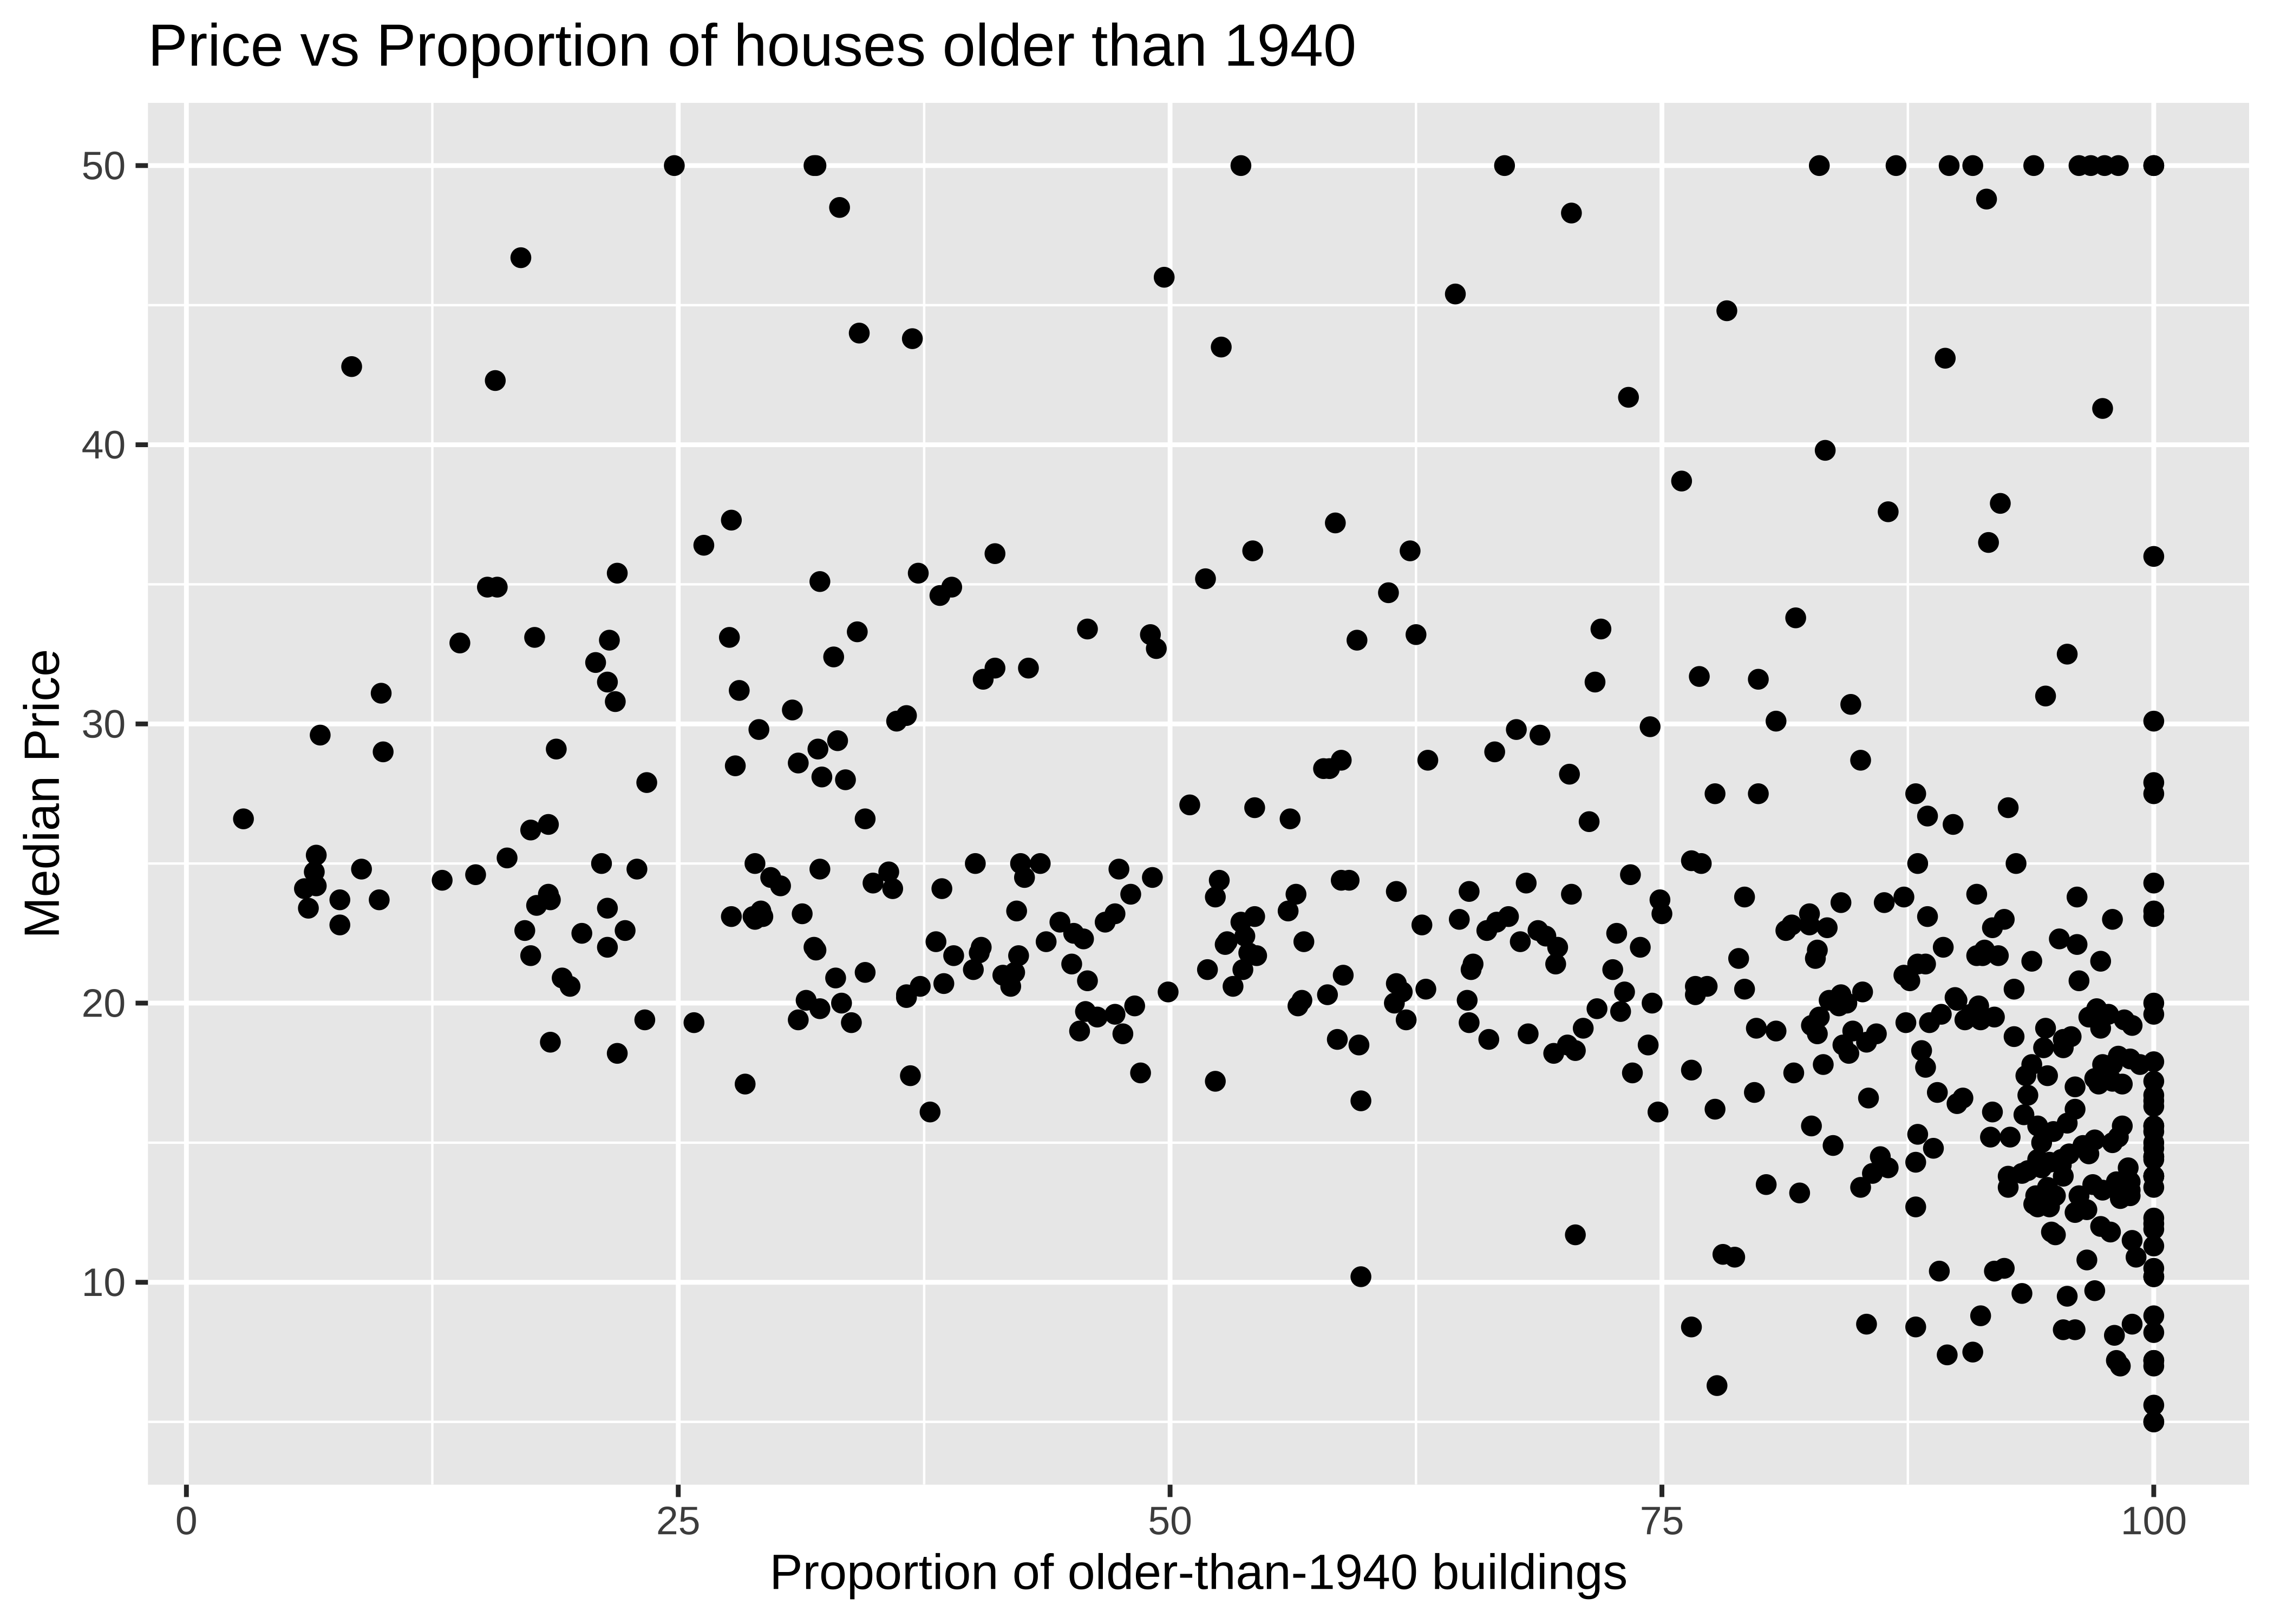 Price vs Proportion of houses older than 1940
Median Price
50
40
30
20
10
0 25 50 75 100
Proportion of older-than-1940 buildings